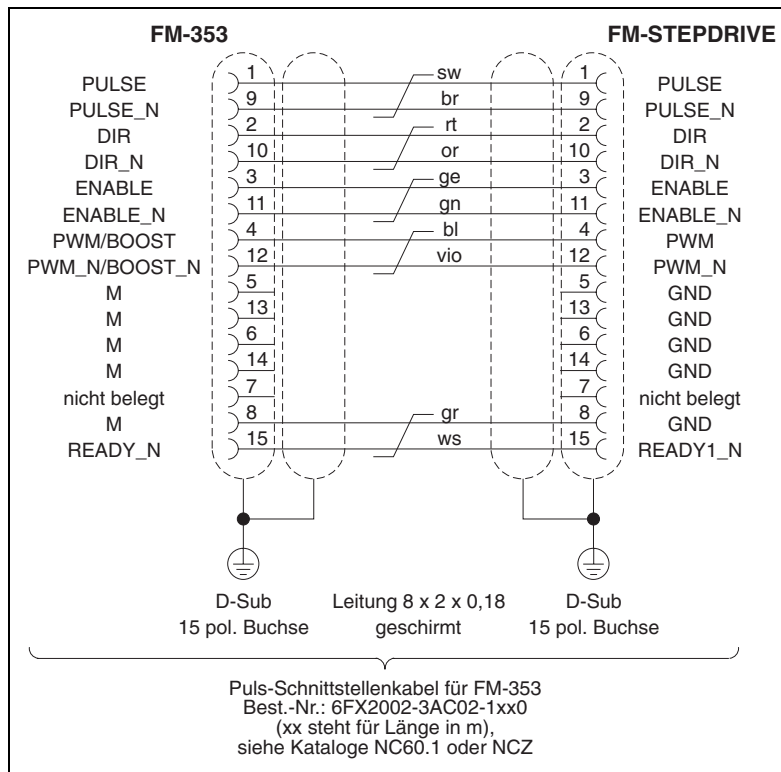 FM-353 FM-STEPDRIVE
PULSE 1 sw 1 PULSE
PULSE_N 9 br 9 PULSE_N
DIR 2 rt 2 DIR
DIR_N 10 or 10 DIR_N
ENABLE 3 ge 3 ENABLE
ENABLE_N 11 gn 11 ENABLE_N
PWM/BOOST 4 bl 4 PWM
PWM_N/BOOST_N 12 vio 12 PWM_N
M 5 5 GND
M 13 13 GND
M 6 6 GND
M 14 14 GND
nicht belegt 7 7 nicht belegt
M 8 gr 8 GND
READY_N 15 ws 15 READY1_N
D-Sub Leitung 8 x 2 x 0,18 D-Sub
15 pol. Buchse geschirmt 15 pol. Buchse
Puls-Schnittstellenkabel für FM-353
Best.-Nr.: 6FX2002-3AC02-1xx0
(xx steht für Länge in m),
siehe Kataloge NC60.1 oder NCZ